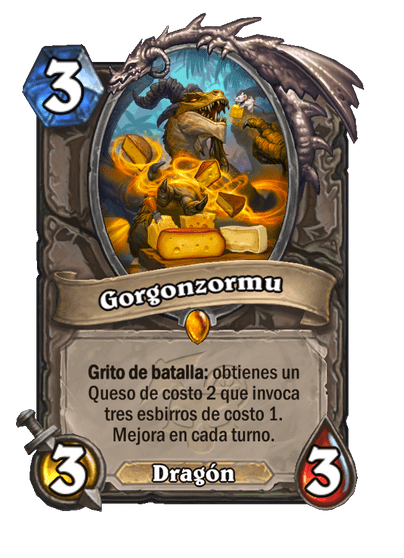 3
Gorgonzormu
Grito de batalla: obtienes un
Queso de costo 2 que invoca
tres esbirros de costo 1.
Mejora en cada turno.
3
Dragón
3